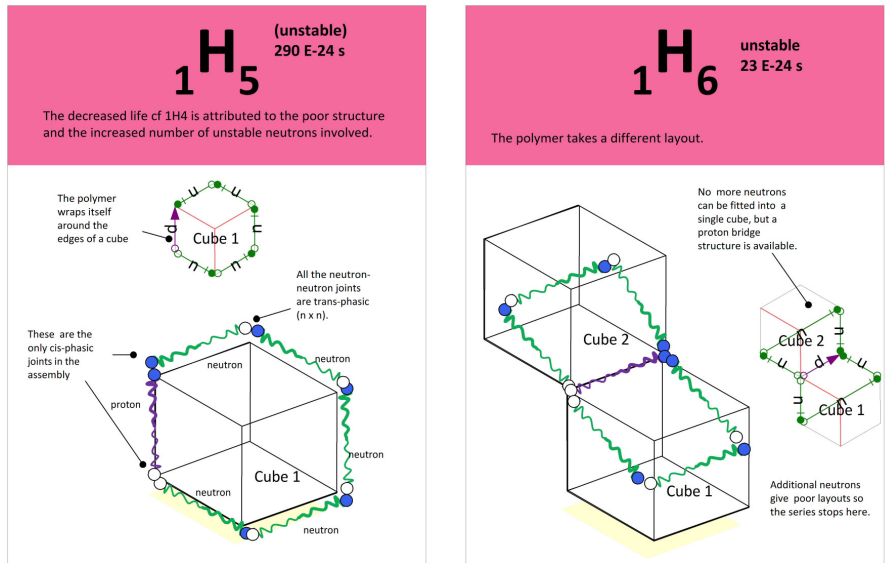 1H5
(unstable)
290 E-24 s
The decreased life cf 1H4 is attributed to the poor structure
and the increased number of unstable neutrons involved.
The polymer
wraps itself
around the
edges of a cube
n
n
n
n
n
p
Cube 1
All the neutron-
neutron joints
are trans-phasic
(n x n).
These are the
only cis-phasic
joints in the
assembly
neutron
neutron
proton
neutron
Cube 1
neutron
neutron
1H6
unstable
23 E-24 s
The polymer takes a different layout.
No more neutrons
can be fitted into a
single cube, but a
proton bridge
structure is available.
Cube 2
Cube 1
n
n
Cube 2
n
p
n
n
n
Cube 1
Additional neutrons
give poor layouts so
the series stops here.